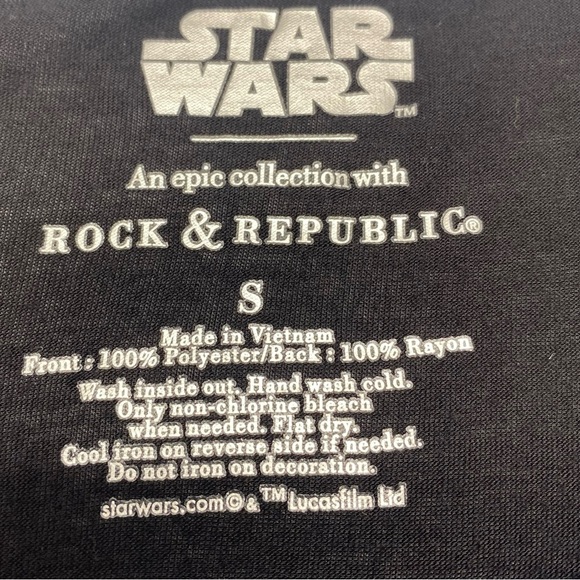 STAR
WARS™
An epic collection with
ROCK & REPUBLIC®
S
Made in Vietnam
Front : 100% Polyester/Back : 100% Rayon
Wash inside out. Hand wash cold.
Only non-chlorine bleach
when needed. Flat dry.
Cool iron on reverse side if needed.
Do not iron on decoration.
starwars.com© & ™ Lucasfilm Ltd